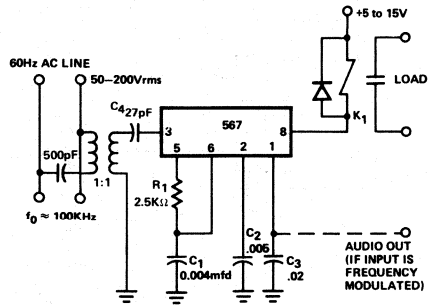 +5 to 15V
60Hz AC LINE
50–200Vrms
C4 27pF
LOAD
567
3
8
K1
5
6
2
1
500pF
1:1
R1
2.5KΩ
f0 ≈ 100KHz
C1
0.004mfd
C2
.005
C3
.02
AUDIO OUT
(IF INPUT IS
FREQUENCY
MODULATED)